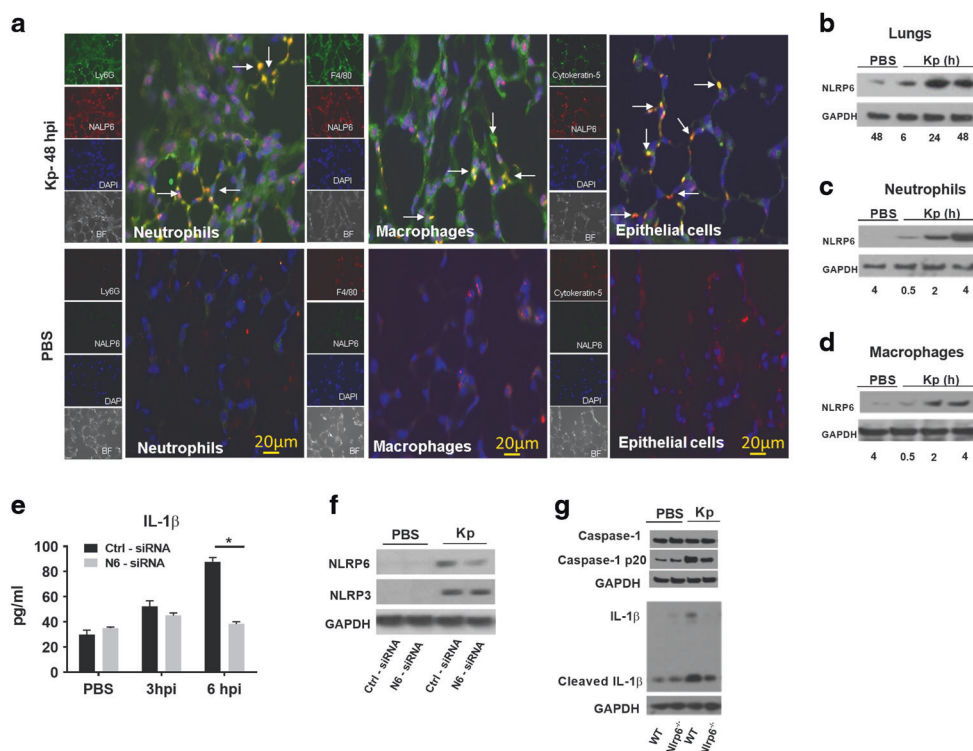 a
Kp- 48 hpi
Ly6G
NALP6
DAPI
BF
Neutrophils
F4/80
NALP6
DAPI
BF
Macrophages
Cytokeratin-5
NALP6
DAPI
BF
Epithelial cells
PBS
Ly6G
NALP6
DAP
BF
Neutrophils
20μm
F4/80
NALP6
DAPI
BF
Macrophages
20μm
Cytokeratin-5
NALP6
DAPI
BF
Epithelial cells
20μm
b
Lungs
PBS Kp (h)
NLRP6
GAPDH
48 6 24 48
c
Neutrophils
PBS Kp (h)
NLRP6
GAPDH
4 0.5 2 4
d
Macrophages
PBS Kp (h)
NLRP6
GAPDH
4 0.5 2 4
e
IL-1β
Ctrl - siRNA
N6 - siRNA
*
pg/ml
100
80
60
40
20
0
PBS 3hpi 6 hpi
f
PBS Kp
NLRP6
NLRP3
GAPDH
Ctrl - siRNA N6 - siRNA Ctrl - siRNA N6 - siRNA
g
PBS Kp
Caspase-1
Caspase-1 p20
GAPDH
IL-1β
Cleaved IL-1β
GAPDH
WT Nlrp6-/- WT Nlrp6-/-